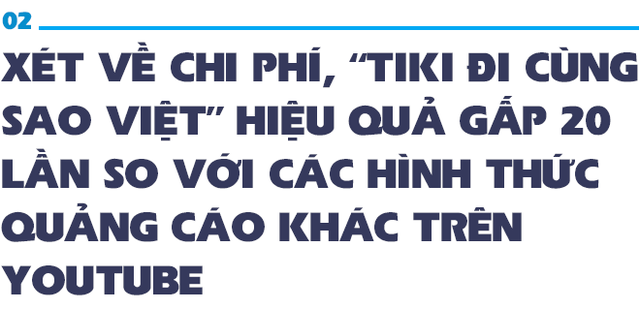 02
XÉT VỀ CHI PHÍ, “TIKI ĐI CÙNG
SAO VIỆT” HIỆU QUẢ GẤP 20
LẦN SO VỚI CÁC HÌNH THỨC
QUẢNG CÁO KHÁC TRÊN
YOUTUBE